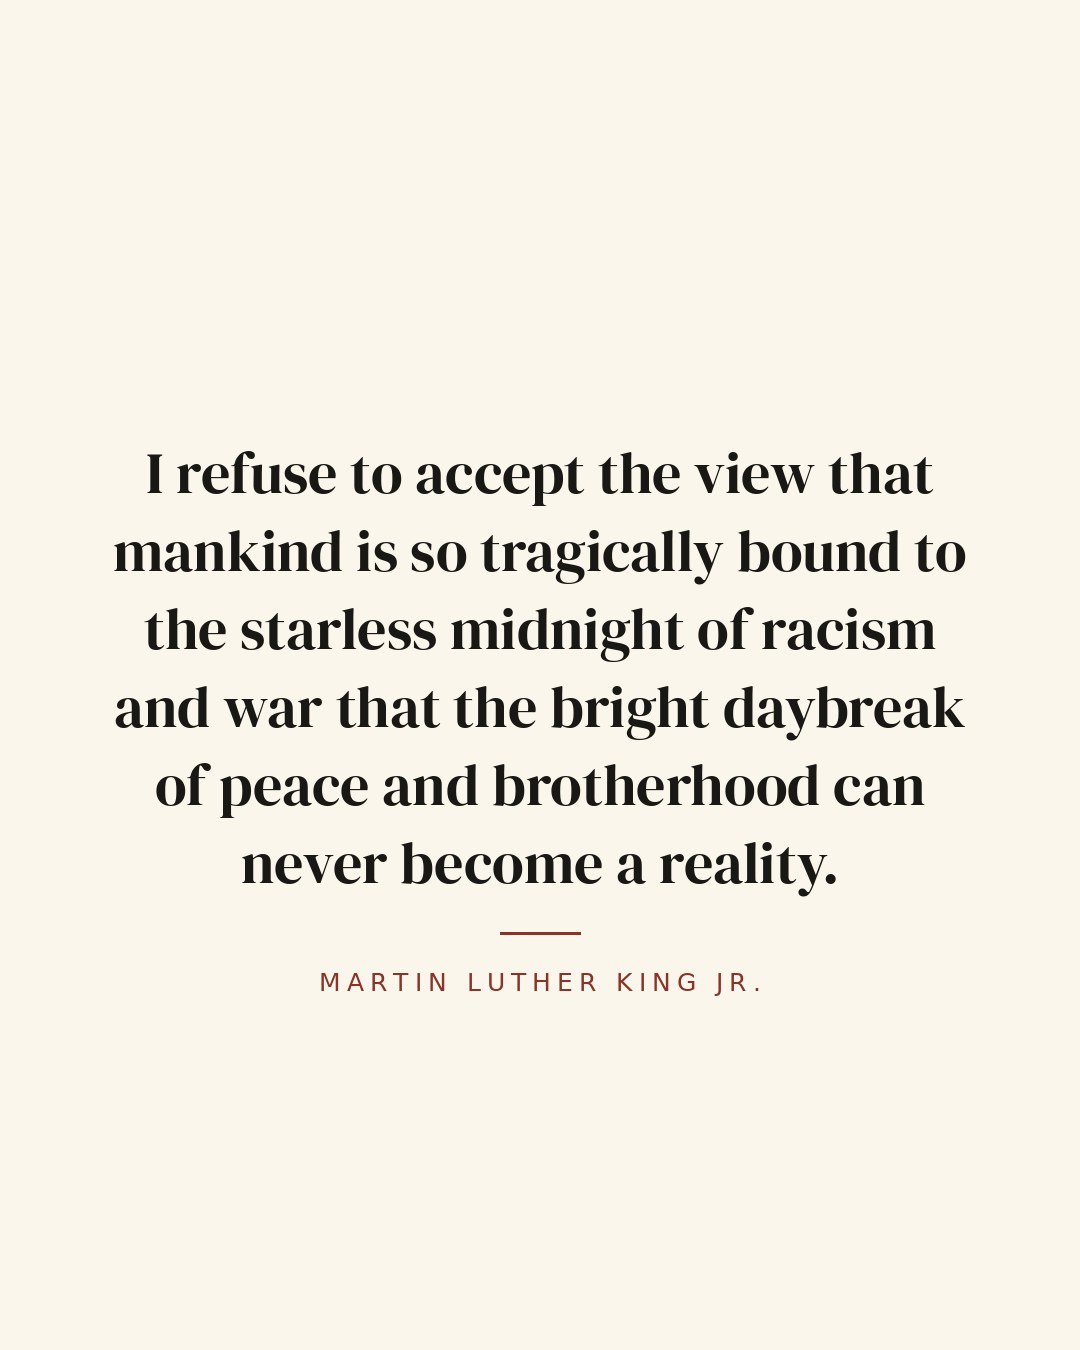 I refuse to accept the view that
mankind is so tragically bound to
the starless midnight of racism
and war that the bright daybreak
of peace and brotherhood can
never become a reality.
MARTIN LUTHER KING JR.